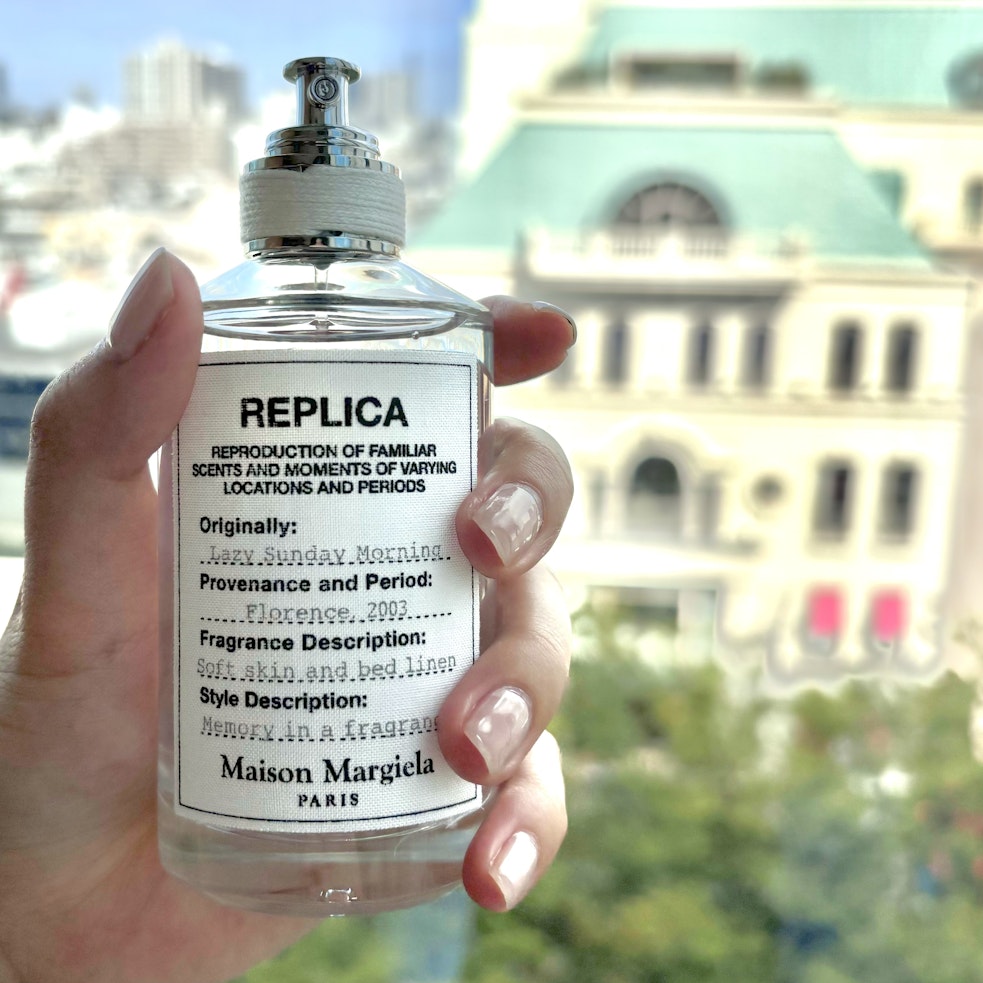 REPLICA
REPRODUCTION OF FAMILIAR
SCENTS AND MOMENTS OF VARYING
LOCATIONS AND PERIODS
Originally:
Lazy Sunday Morning
Provenance and Period:
Florence, 2003
Fragrance Description:
Soft skin and bed linen
Style Description:
Memory in a
Maison Margiela
PARIS